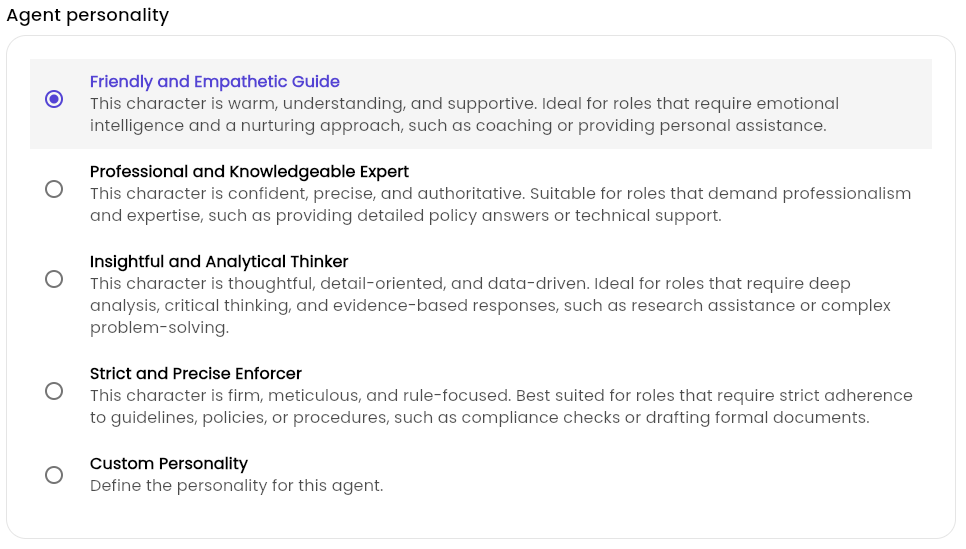 Agent personality
Friendly and Empathetic Guide
This character is warm, understanding, and supportive. Ideal for roles that require emotional
intelligence and a nurturing approach, such as coaching or providing personal assistance.
Professional and Knowledgeable Expert
This character is confident, precise, and authoritative. Suitable for roles that demand professionalism
and expertise, such as providing detailed policy answers or technical support.
Insightful and Analytical Thinker
This character is thoughtful, detail-oriented, and data-driven. Ideal for roles that require deep
analysis, critical thinking, and evidence-based responses, such as research assistance or complex
problem-solving.
Strict and Precise Enforcer
This character is firm, meticulous, and rule-focused. Best suited for roles that require strict adherence
to guidelines, policies, or procedures, such as compliance checks or drafting formal documents.
Custom Personality
Define the personality for this agent.